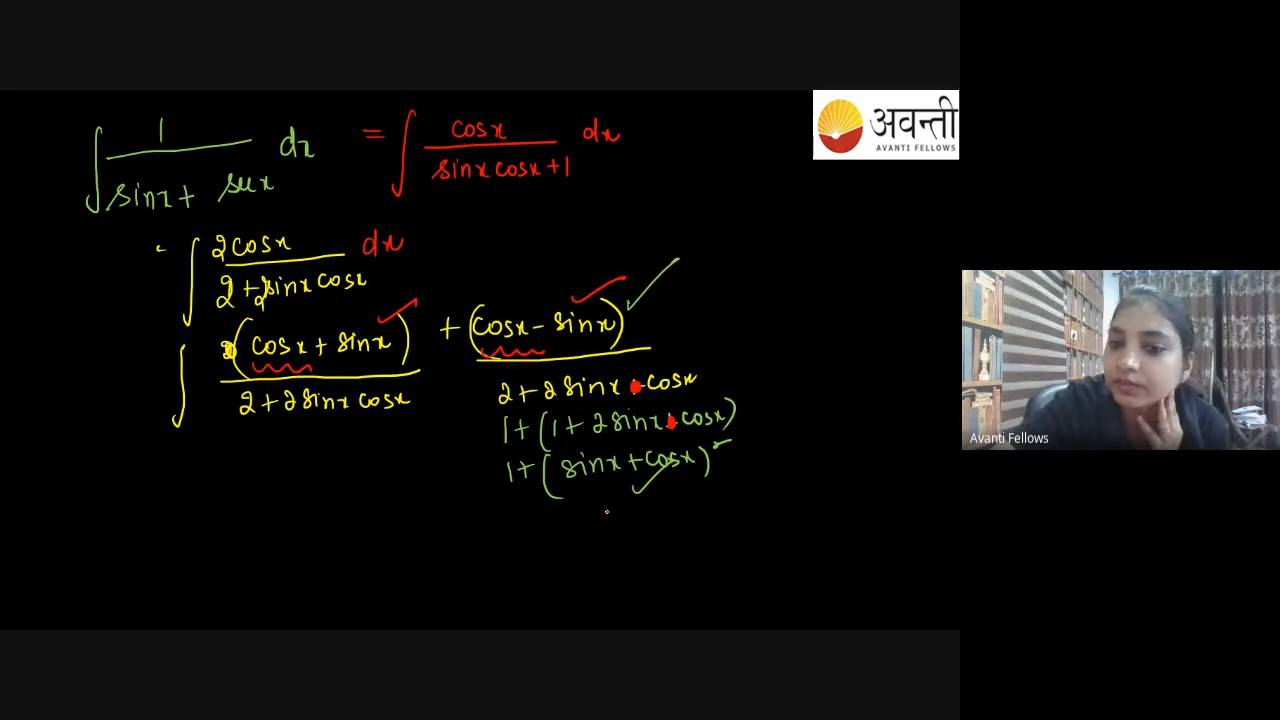 ∫ 1 / (sinx + secx) dx = ∫ cosx / (sinx cosx + 1) dx
∫ 2cosx / (2 + 2sinx cosx) dx
∫ (cosx + sinx) / (2 + 2sinx cosx) + (cosx - sinx) / (2 + 2sinx · cosx)
1 + (1 + 2sinx · cosx)
1 + (sinx + cosx)²
अवन्ती
AVANTI FELLOWS
Avanti Fellows